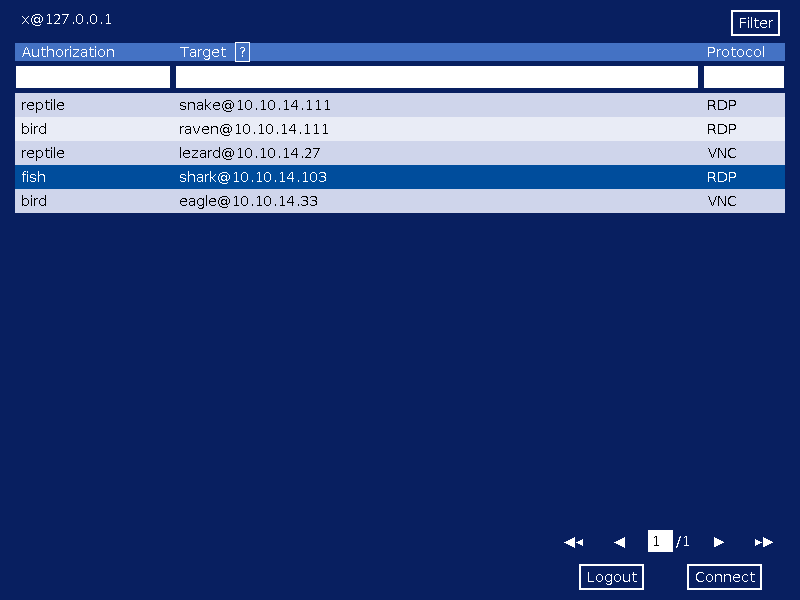 x@127.0.0.1
Filter
Authorization Target ? Protocol
reptile snake@10.10.14.111 RDP
bird raven@10.10.14.111 RDP
reptile lezard@10.10.14.27 VNC
fish shark@10.10.14.103 RDP
bird eagle@10.10.14.33 VNC
1 /1
Logout Connect